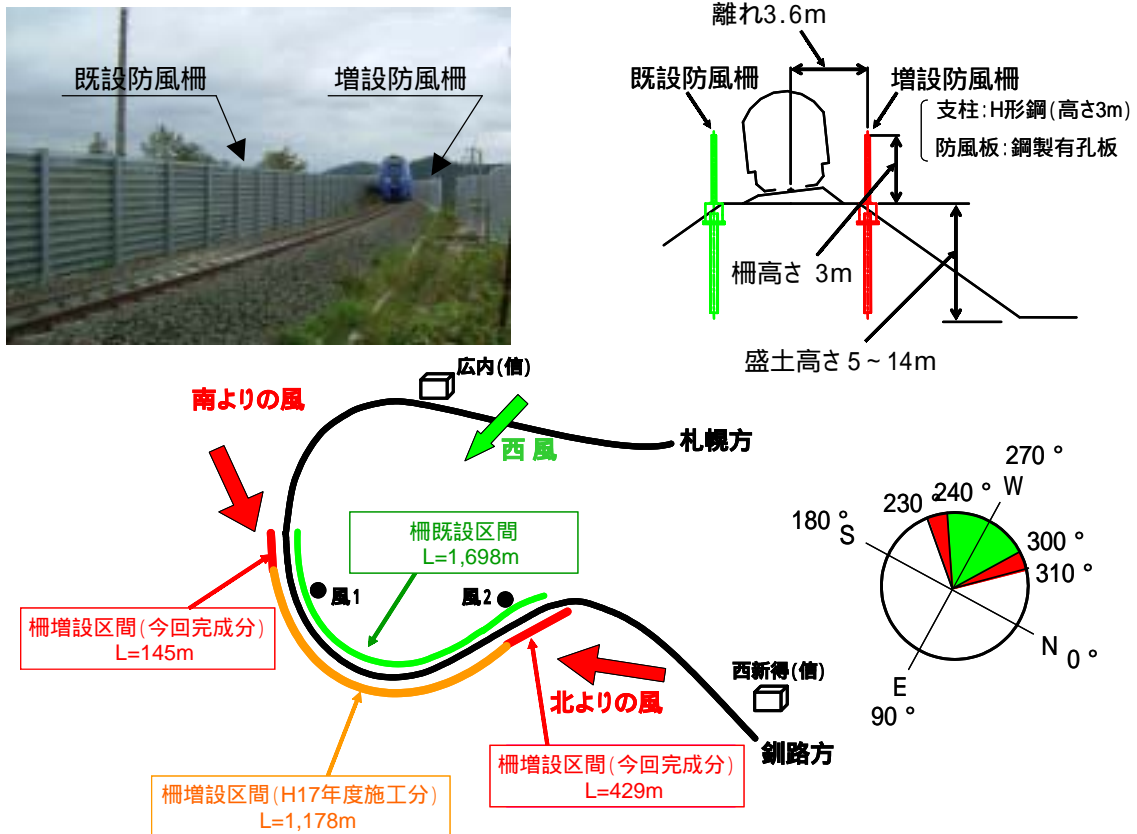 既設防風柵
増設防風柵
離れ3.6m
既設防風柵
増設防風柵
支柱:H形鋼(高さ3m)
防風板:鋼製有孔板
柵高さ 3m
盛土高さ 5~14m
広内(信)
南よりの風
西 風
札幌方
柵既設区間
L=1,698m
風1
風2
柵増設区間(今回完成分)
L=145m
北よりの風
西新得(信)
釧路方
柵増設区間(今回完成分)
L=429m
柵増設区間(H17年度施工分)
L=1,178m
270 °
W
240 °
230 °
180 °
S
300 °
310 °
N
0 °
E
90 °